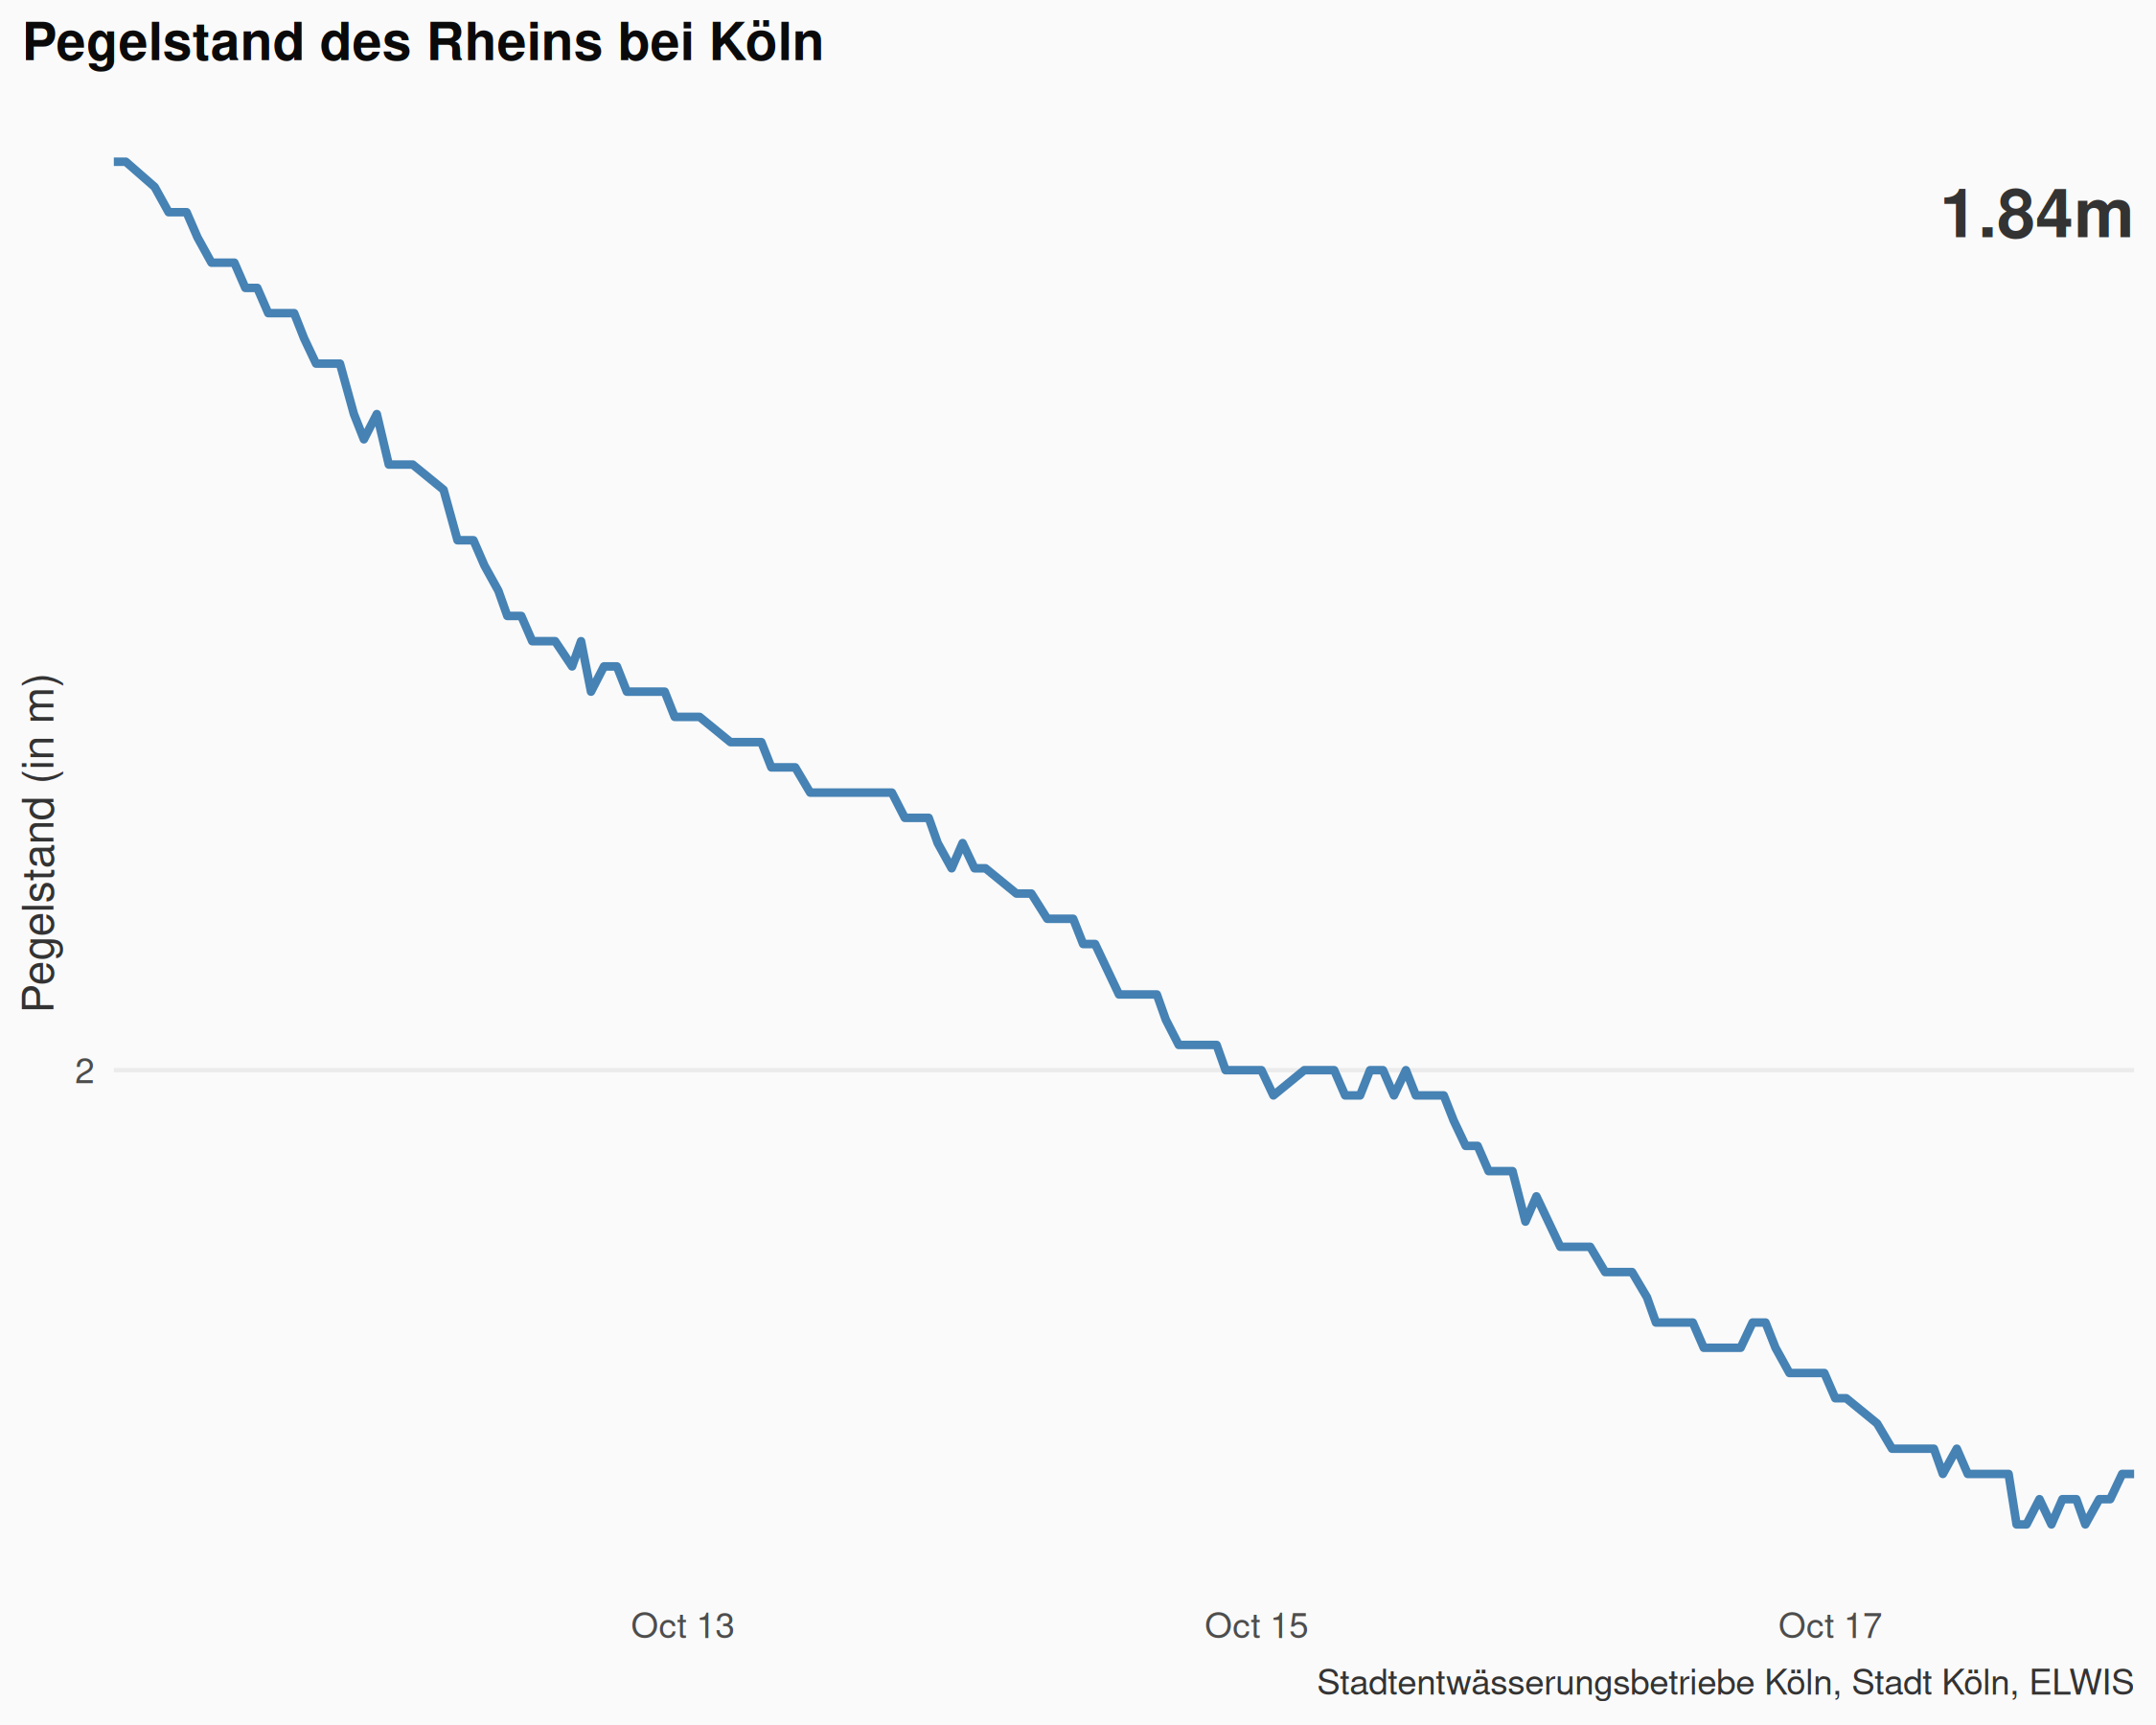 Pegelstand des Rheins bei Köln
1.84m
Pegelstand (in m)
2
Oct 13 Oct 15 Oct 17
Stadtentwässerungsbetriebe Köln, Stadt Köln, ELWIS